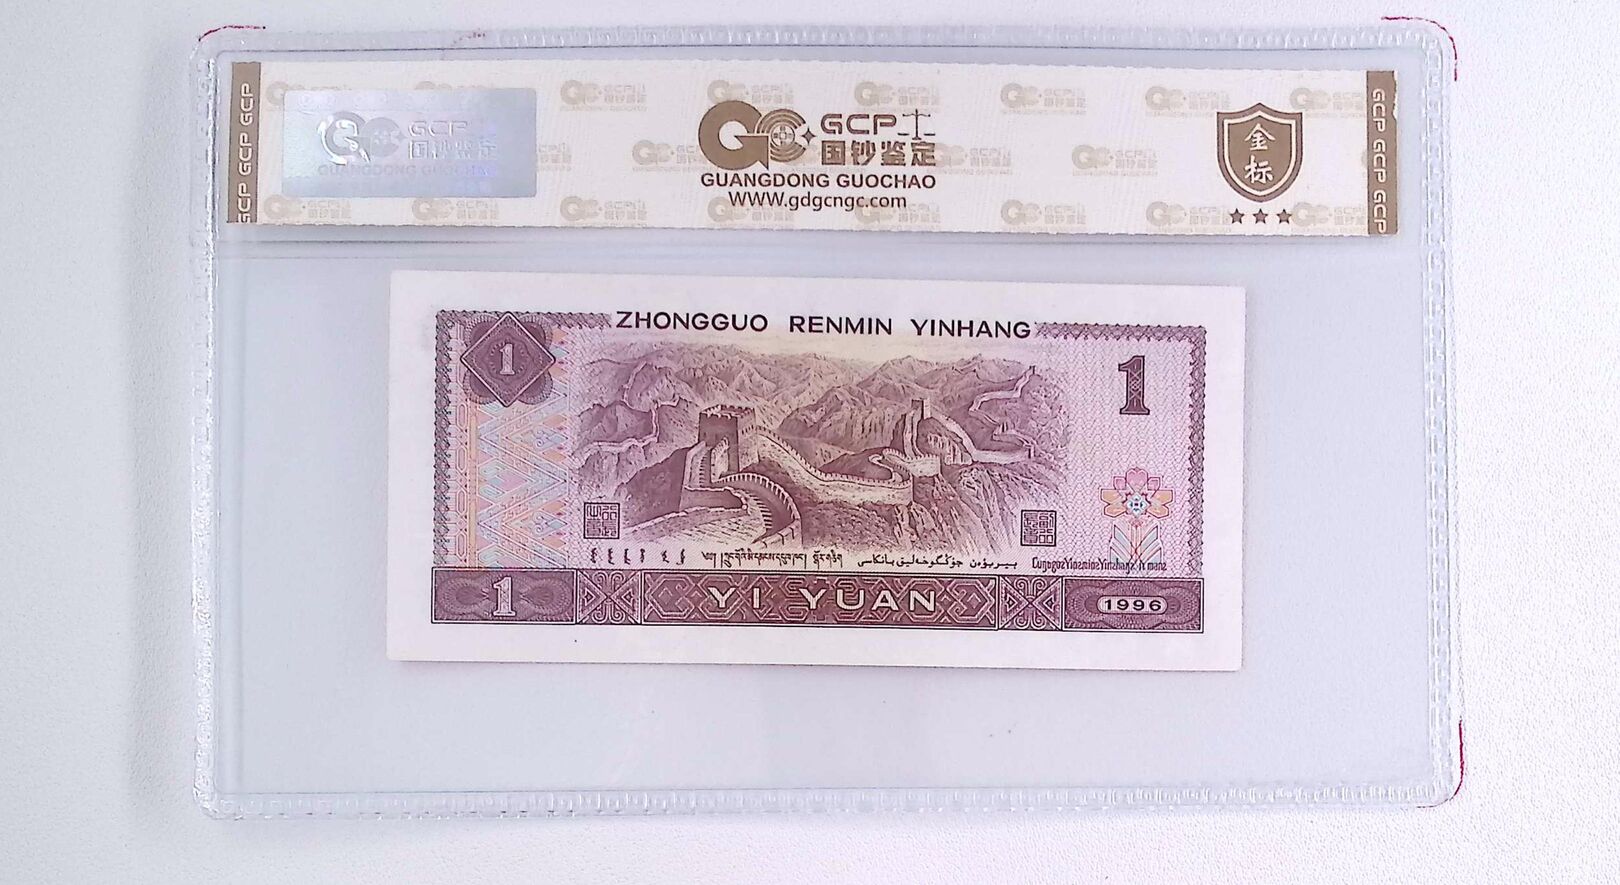 GCP GCP GCP
GCP
国钞鉴定
GUANGDONG GUOCHAO
GCP
国钞鉴定
GUANGDONG GUOCHAO
WWW.gdgcngc.com
金
标
GCP GCP GCP
ZHONGGUO RENMIN YINHANG
1
1
1
YI YUAN
1996